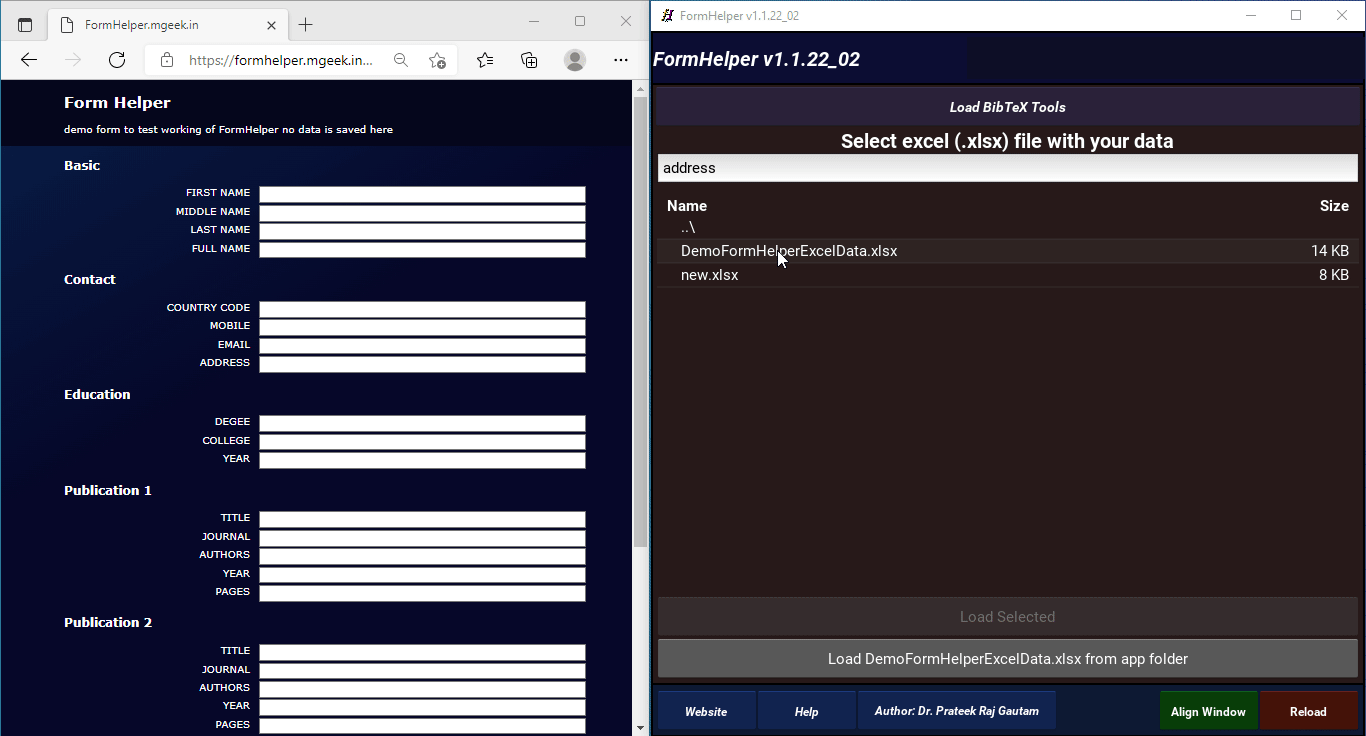 FormHelper.mgeek.in
https://formhelper.mgeek.in...
Form Helper
demo form to test working of FormHelper no data is saved here
Basic
FIRST NAME
MIDDLE NAME
LAST NAME
FULL NAME
Contact
COUNTRY CODE
MOBILE
EMAIL
ADDRESS
Education
DEGEE
COLLEGE
YEAR
Publication 1
TITLE
JOURNAL
AUTHORS
YEAR
PAGES
Publication 2
TITLE
JOURNAL
AUTHORS
YEAR
PAGES
FormHelper v1.1.22_02
FormHelper v1.1.22_02
Load BibTeX Tools
Select excel (.xlsx) file with your data
address
Name Size
..\
DemoFormHelperExcelData.xlsx 14 KB
new.xlsx 8 KB
Load Selected
Load DemoFormHelperExcelData.xlsx from app folder
Website Help Author: Dr. Prateek Raj Gautam Align Window Reload